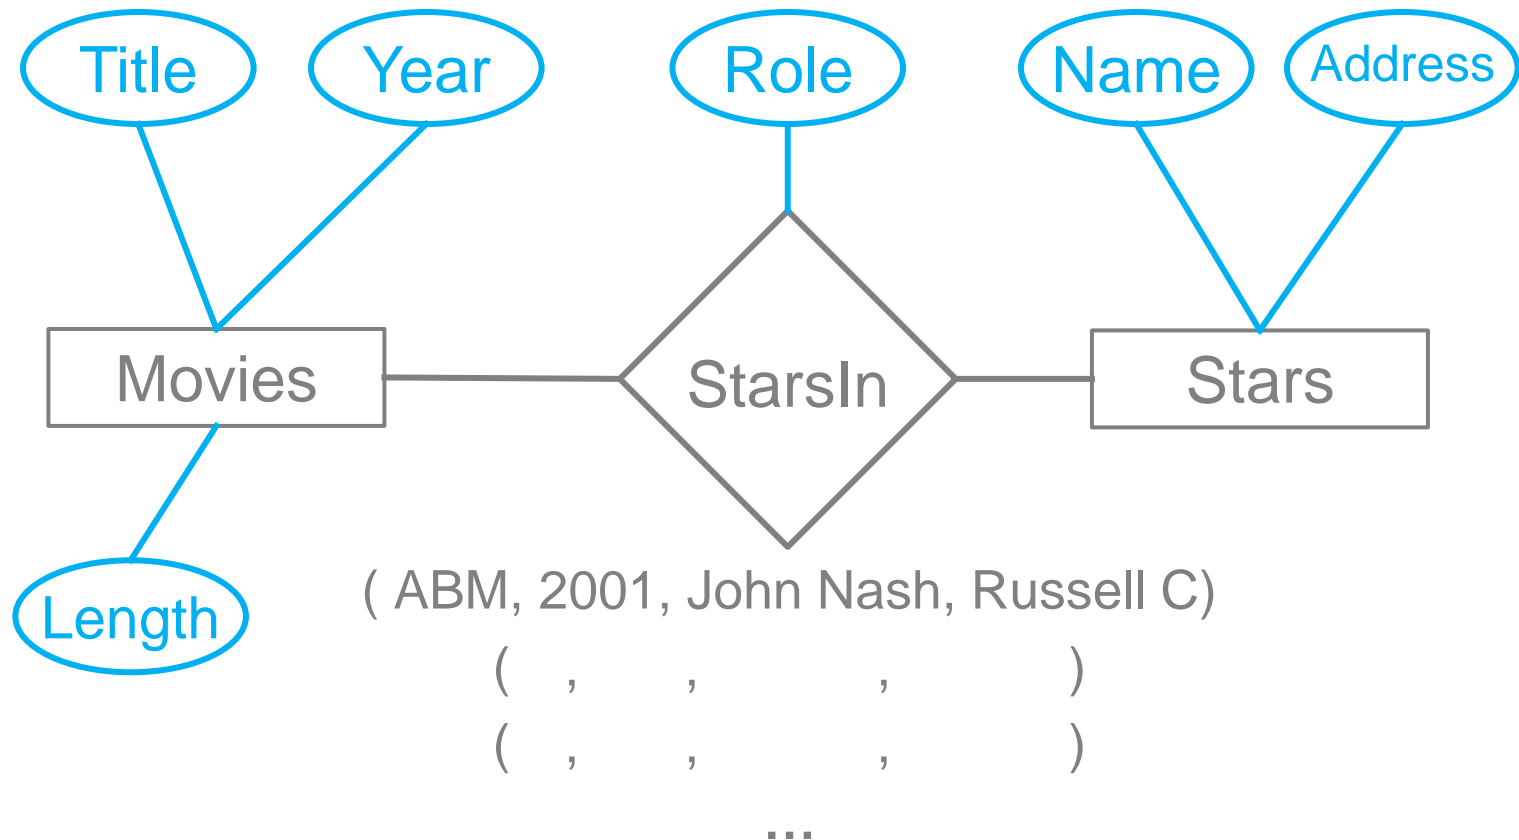 Title Year Role Name Address
Movies StarsIn Stars
Length
( ABM, 2001, John Nash, Russell C)
( , , , )
( , , , )
...